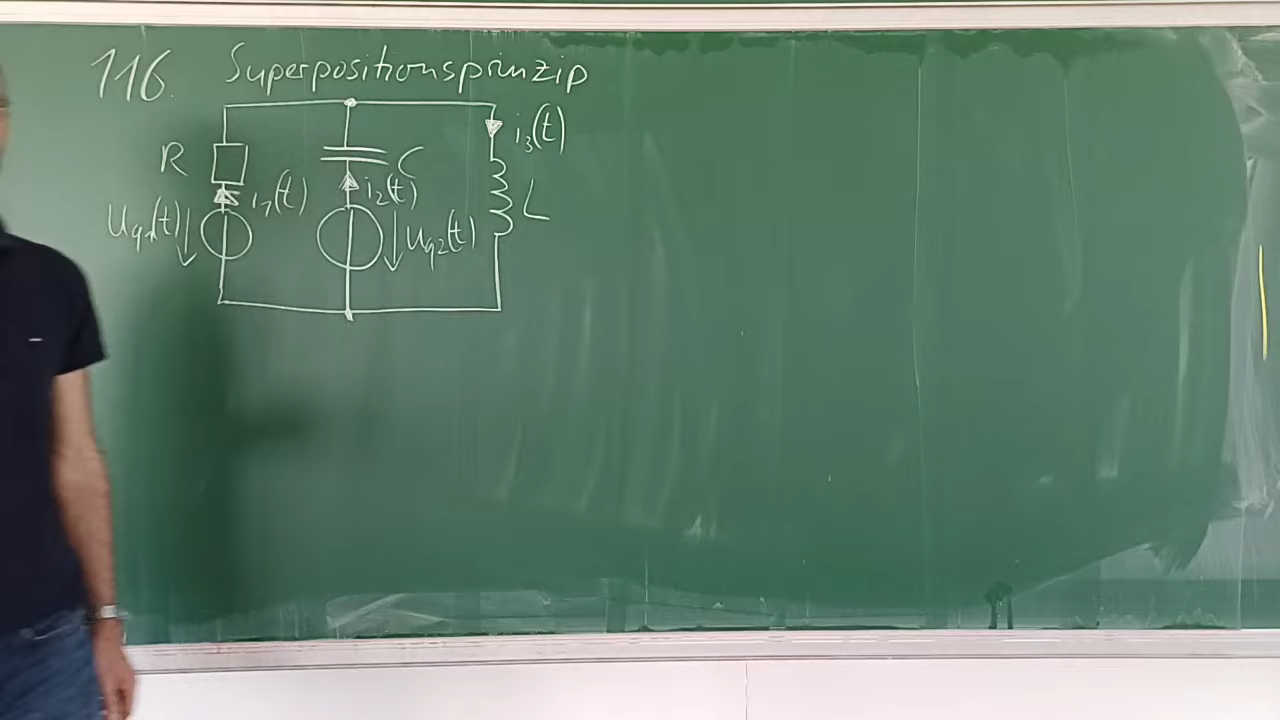 116. Superpositionsprinzip
i₃(t)
R
C
i₁(t)
i₂(t)
L
Uq1(t)
Uq2(t)